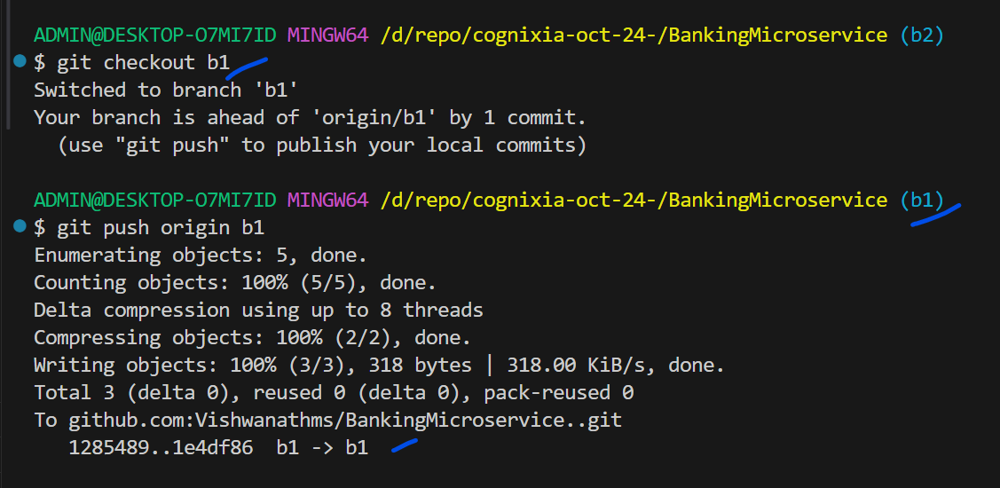 ADMIN@DESKTOP-O7MI7ID MINGW64 /d/repo/cognixia-oct-24-/BankingMicroservice (b2)
$ git checkout b1
Switched to branch 'b1'
Your branch is ahead of 'origin/b1' by 1 commit.
  (use "git push" to publish your local commits)
ADMIN@DESKTOP-O7MI7ID MINGW64 /d/repo/cognixia-oct-24-/BankingMicroservice (b1)
$ git push origin b1
Enumerating objects: 5, done.
Counting objects: 100% (5/5), done.
Delta compression using up to 8 threads
Compressing objects: 100% (2/2), done.
Writing objects: 100% (3/3), 318 bytes | 318.00 KiB/s, done.
Total 3 (delta 0), reused 0 (delta 0), pack-reused 0
To github.com:Vishwanathms/BankingMicroservice..git
   1285489..1e4df86  b1 -> b1